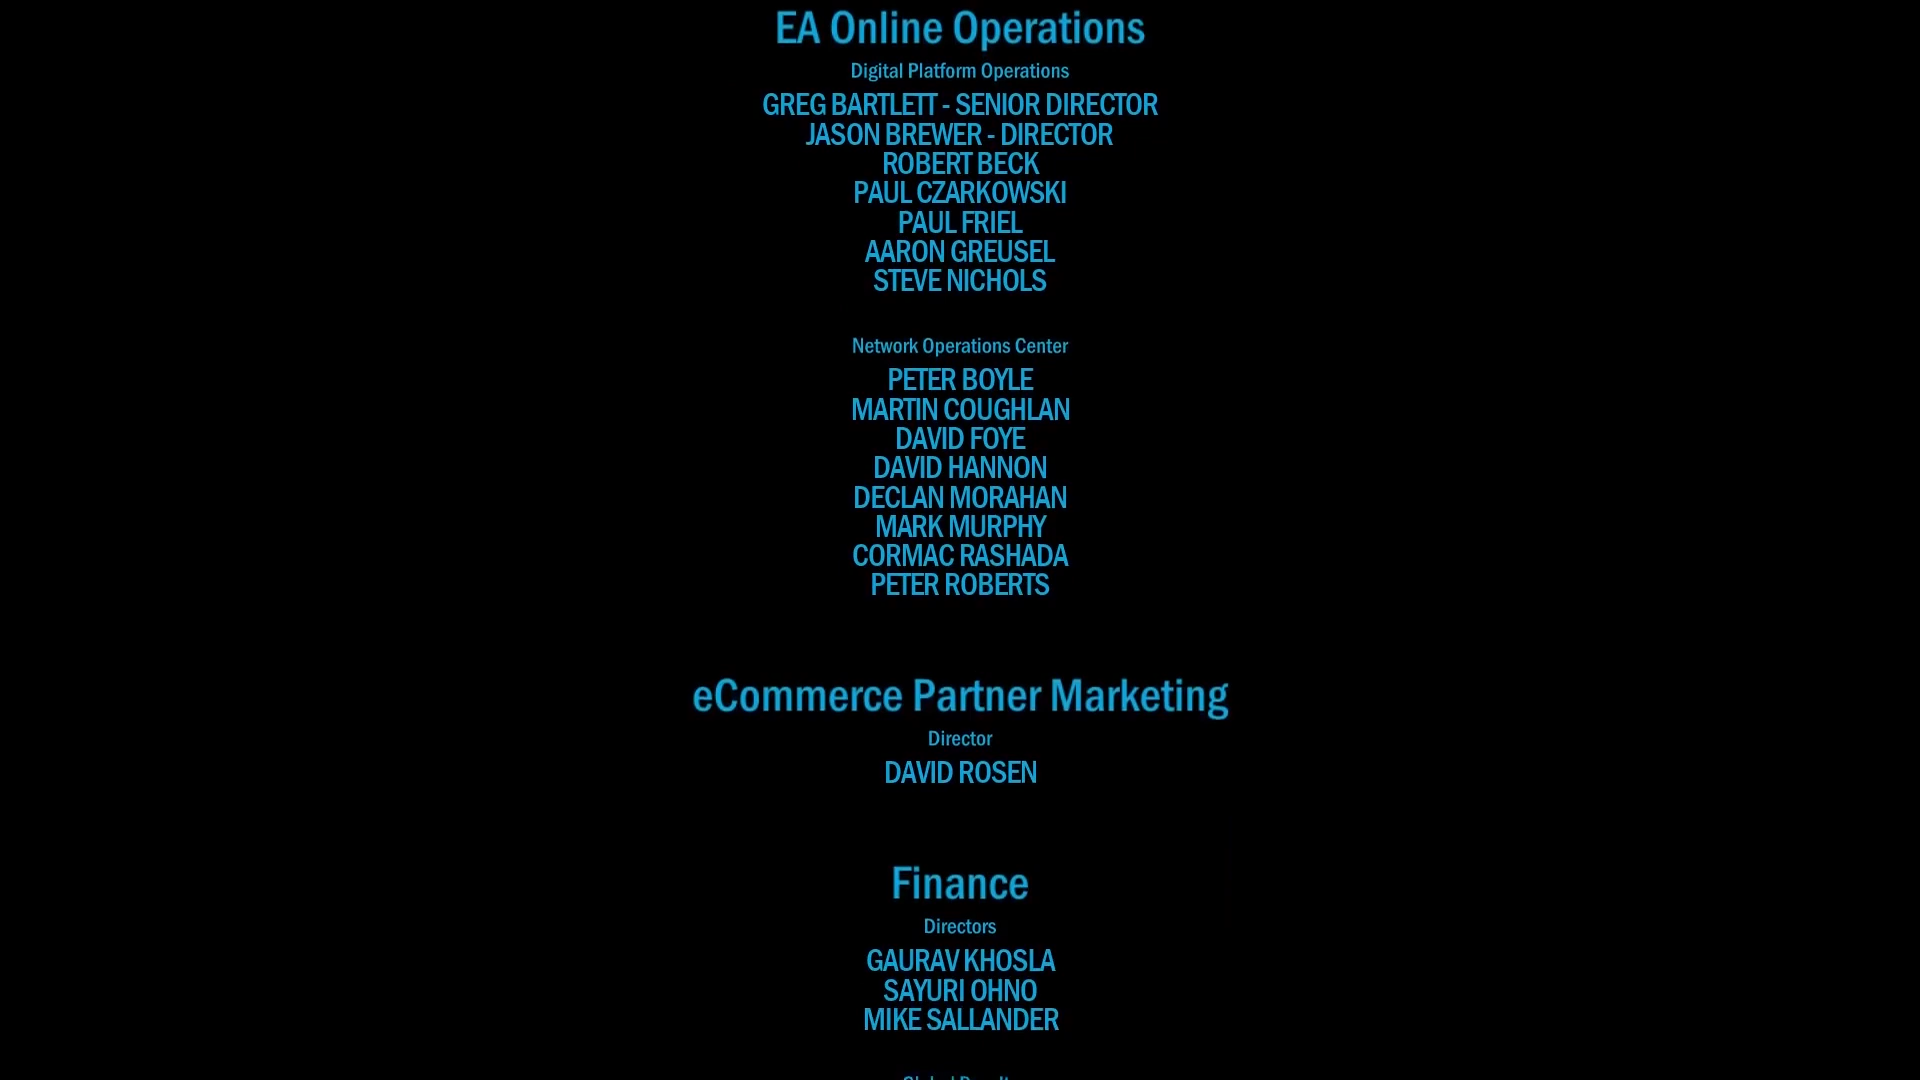 EA Online Operations
Digital Platform Operations
GREG BARTLETT - SENIOR DIRECTOR
JASON BREWER - DIRECTOR
ROBERT BECK
PAUL CZARKOWSKI
PAUL FRIEL
AARON GREUSEL
STEVE NICHOLS
Network Operations Center
PETER BOYLE
MARTIN COUGHLAN
DAVID FOYE
DAVID HANNON
DECLAN MORAHAN
MARK MURPHY
CORMAC RASHADA
PETER ROBERTS
eCommerce Partner Marketing
Director
DAVID ROSEN
Finance
Directors
GAURAV KHOSLA
SAYURI OHNO
MIKE SALLANDER